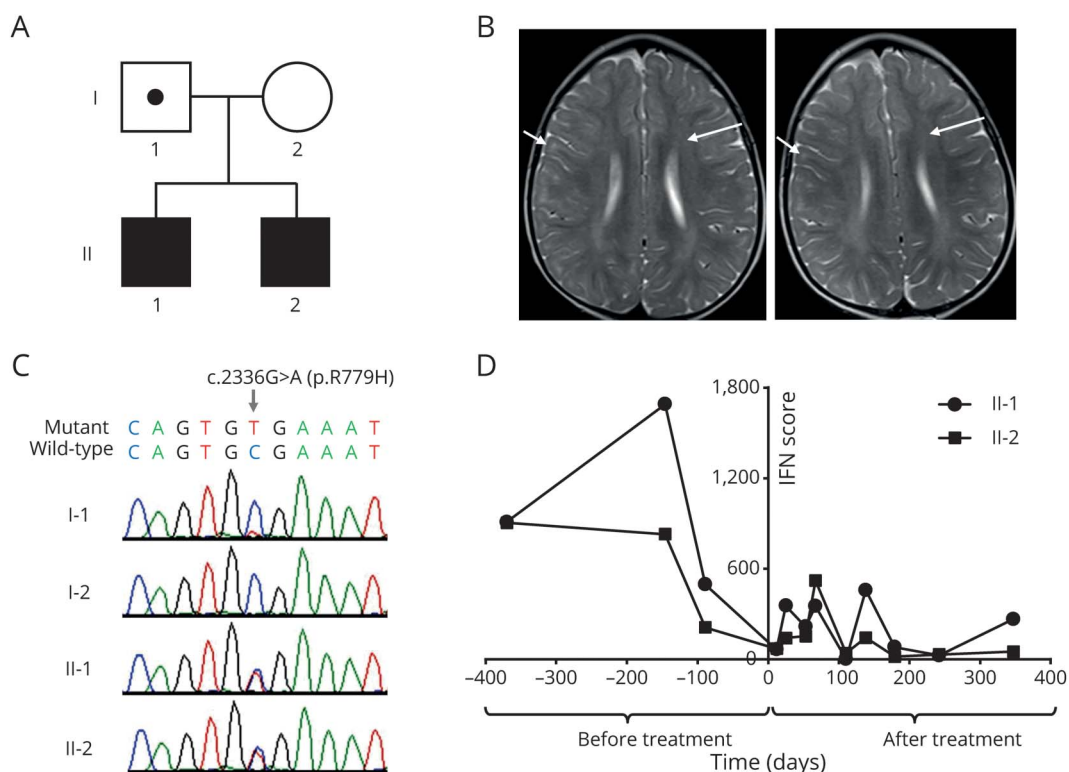 A
I
1
2
II
1
2
B
C
c.2336G>A (p.R779H)
Mutant C A G T G T G A A A T
Wild-type C A G T G C G A A A T
I-1
I-2
II-1
II-2
D
IFN score
1,800
1,200
600
0
II-1
II-2
−400 −300 −200 −100 0 100 200 300 400
Before treatment
After treatment
Time (days)